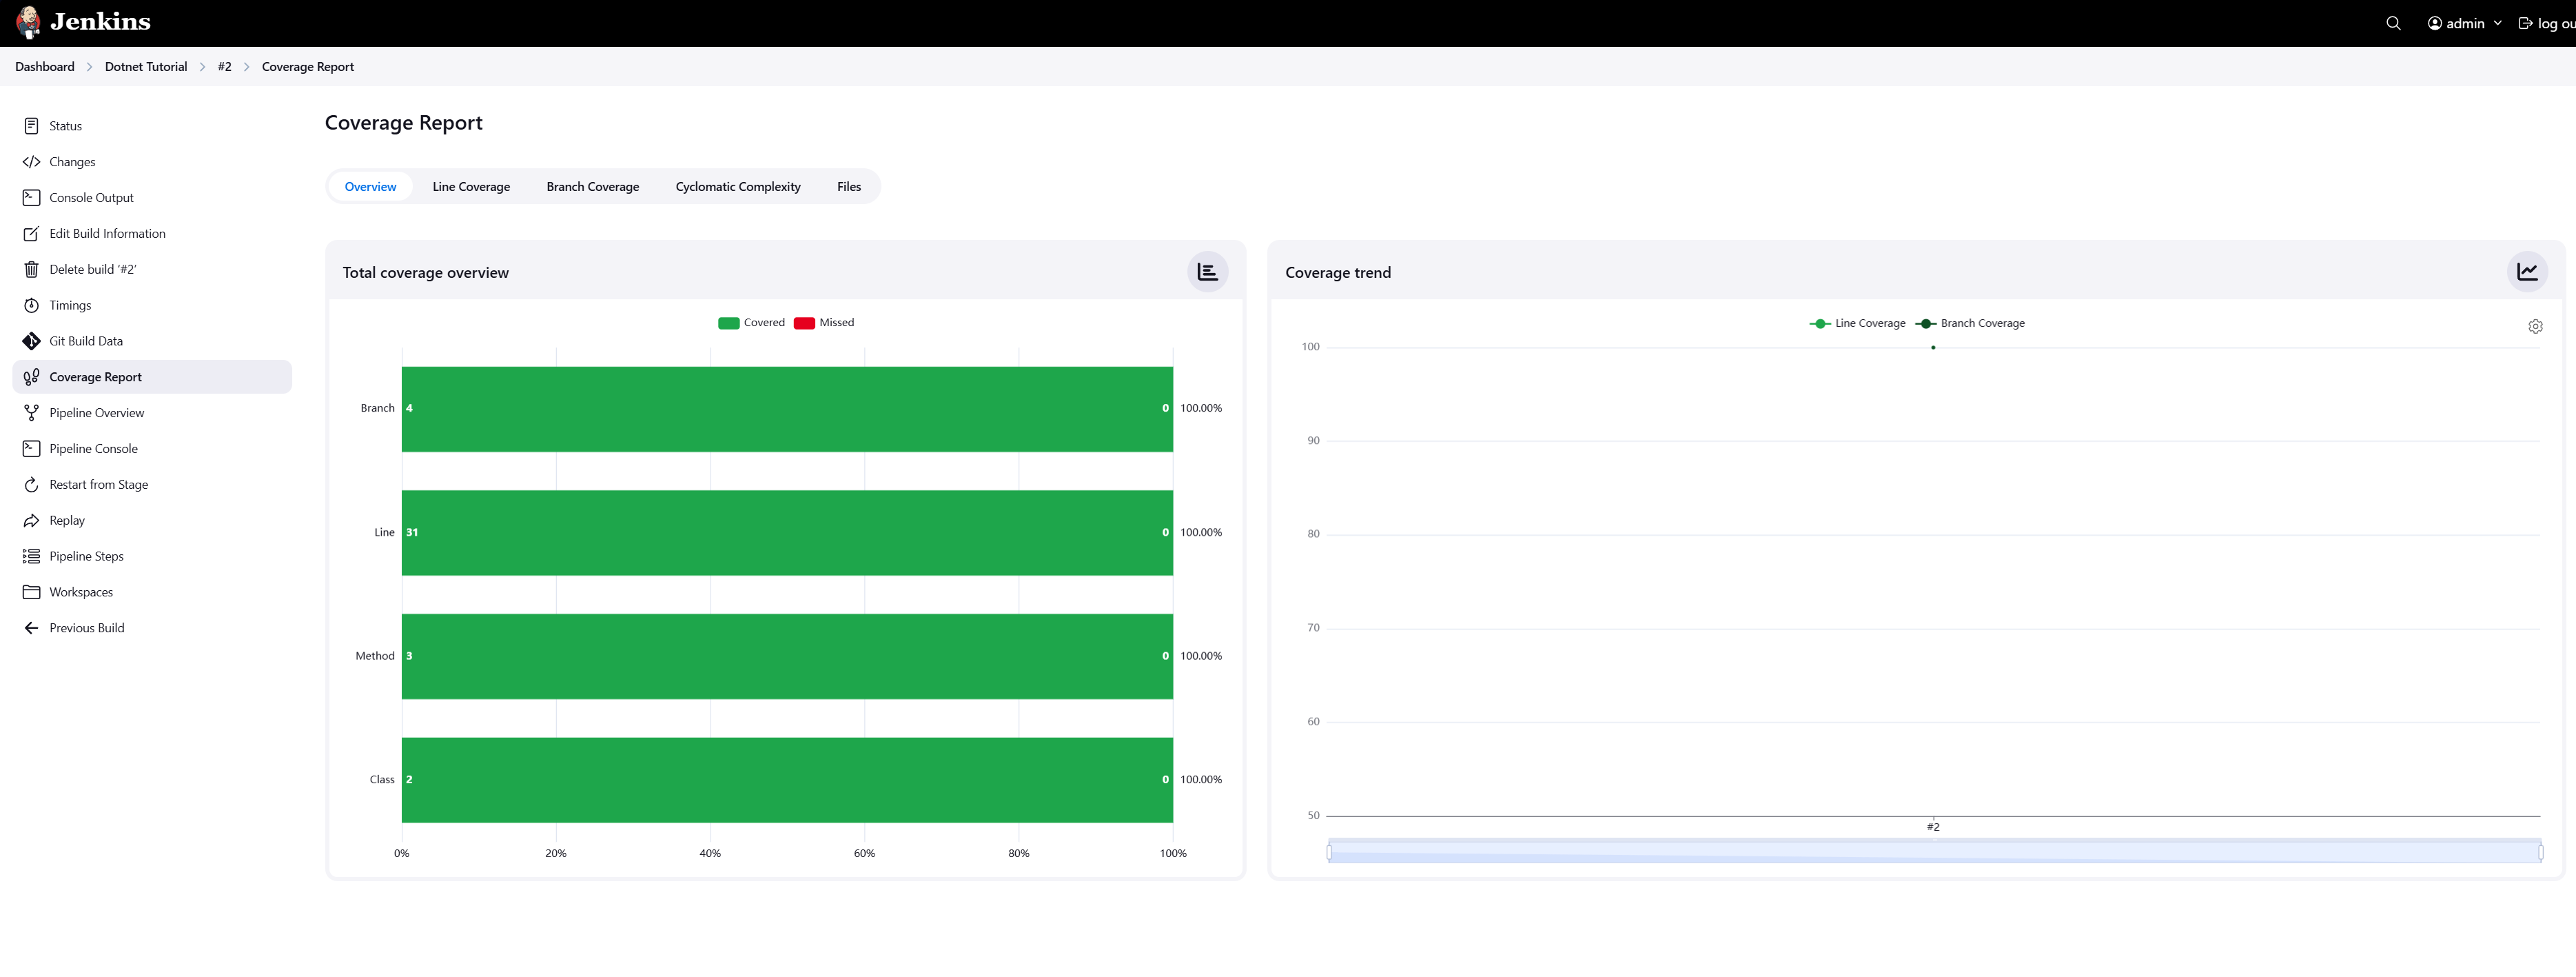 Jenkins
admin
log ou
Dashboard > Dotnet Tutorial > #2 > Coverage Report
Status
Changes
Console Output
Edit Build Information
Delete build ‘#2’
Timings
Git Build Data
Coverage Report
Pipeline Overview
Pipeline Console
Restart from Stage
Replay
Pipeline Steps
Workspaces
Previous Build
Coverage Report
Overview Line Coverage Branch Coverage Cyclomatic Complexity Files
Total coverage overview
Covered Missed
Branch 4 0 100.00%
Line 31 0 100.00%
Method 3 0 100.00%
Class 2 0 100.00%
0% 20% 40% 60% 80% 100%
Coverage trend
Line Coverage Branch Coverage
100
90
80
70
60
50
#2